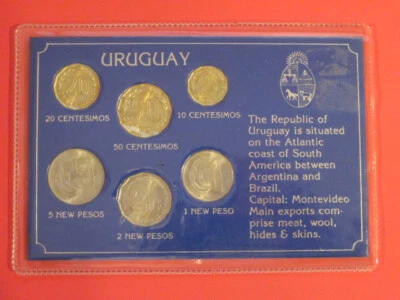 URUGUAY
20 CENTESIMOS
50 CENTESIMOS
10 CENTESIMOS
5 NEW PESOS
2 NEW PESOS
1 NEW PESO
The Republic of
Uruguay is situated
on the Atlantic
coast of South
America between
Argentina and
Brazil.
Capital: Montevideo
Main exports com-
prise meat, wool,
hides & skins.